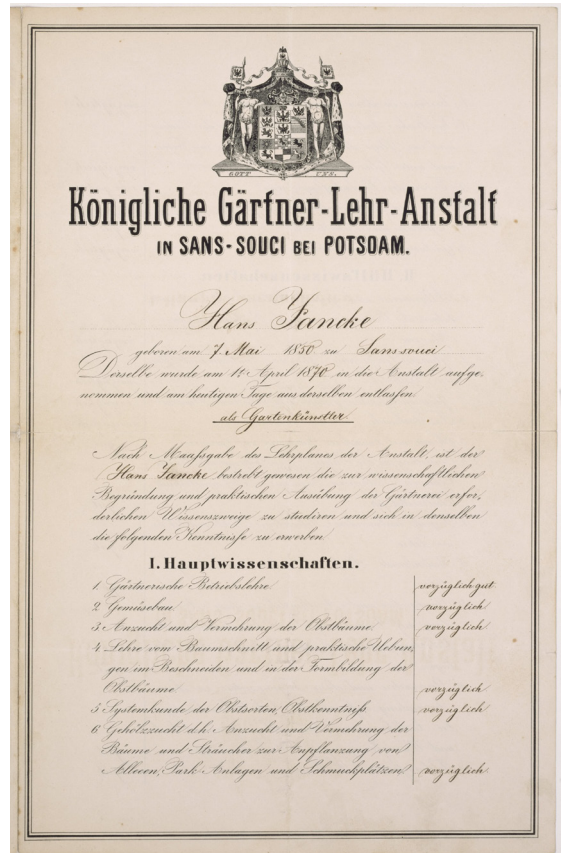 GOTT UNS.
Königliche Gärtner-Lehr-Anstalt
IN SANS-SOUCI BEI POTSDAM.
Hans Jancke
geboren am 7. Mai 1850 zu Sanssouci
Derselbe wurde am 1t April 1870 in die Anstalt aufge-
nommen und am heutigen Tage aus derselben entlassen
als Gartenkünstler
Nach Maaßgabe des Lehrplanes der Anstalt, ist der
Hans Jancke bestrebt gewesen die zur wissenschaftlichen
Begründung und praktischen Ausübung der Gärtnerei erfor-
derlichen Wissenszweige zu studiren und sich in denselben
die folgenden Kenntniße zu erwerben
I. Hauptwissenschaften.
1. Gärtnerische Betriebslehre vorzüglich gut
2. Gemüsebau vorzüglich
3. Anzucht und Vermehrung der Obstbäume vorzüglich
4. Lehre vom Baumschnitt und praktische Uebun-
gen im Beschneiden und in der Formbildung der
Obstbäume vorzüglich
5. Systemkunde der Obstsorten, Obstkenntniß vorzüglich
6. Gehölzzucht d.h. Anzucht und Vermehrung der
Bäume und Sträucher zur Anpflanzung von
Alleeen, Park-Anlagen und Schmuckplätzen vorzüglich